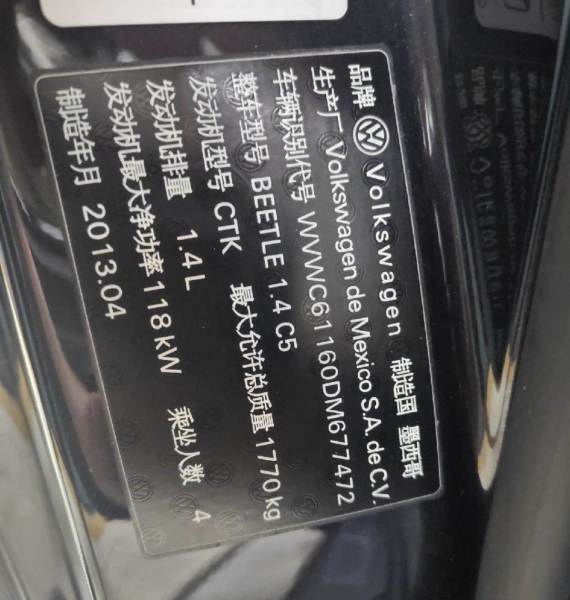 品牌 Volkswagen 制造国 墨西哥
生产厂 Volkswagen de Mexico S.A. de C.V.
车辆识别代号 WVWC61160DM677472
整车型号 BEETLE 1.4 C5
发动机型号 CTK 最大允许总质量 1770 kg
发动机排量 1.4 L
发动机最大净功率 118 kW 乘坐人数 4
制造年月 2013.04